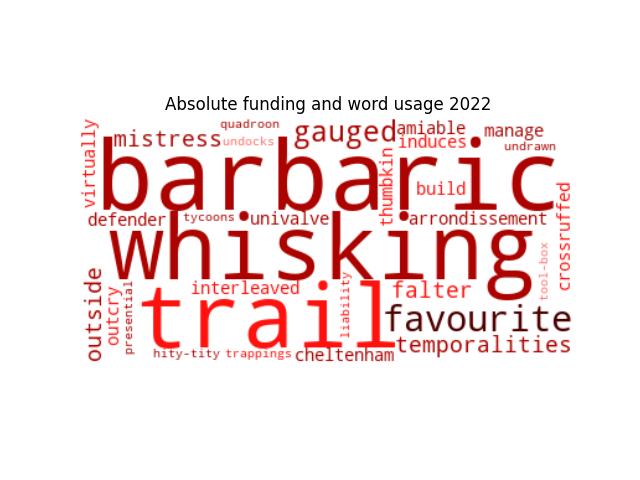 Absolute funding and word usage 2022
quadroon
virtually
mistress
undocks
gauged
amiable
induces
manage
undrawn
barbaric
thumbkin
build
crossruffed
defender
tycoons
univalve
arrondissement
whisking
tool-box
outside
outcry
presential
interleaved
liability
falter
trail
favourite
temporalities
hity-tity
trappings
cheltenham